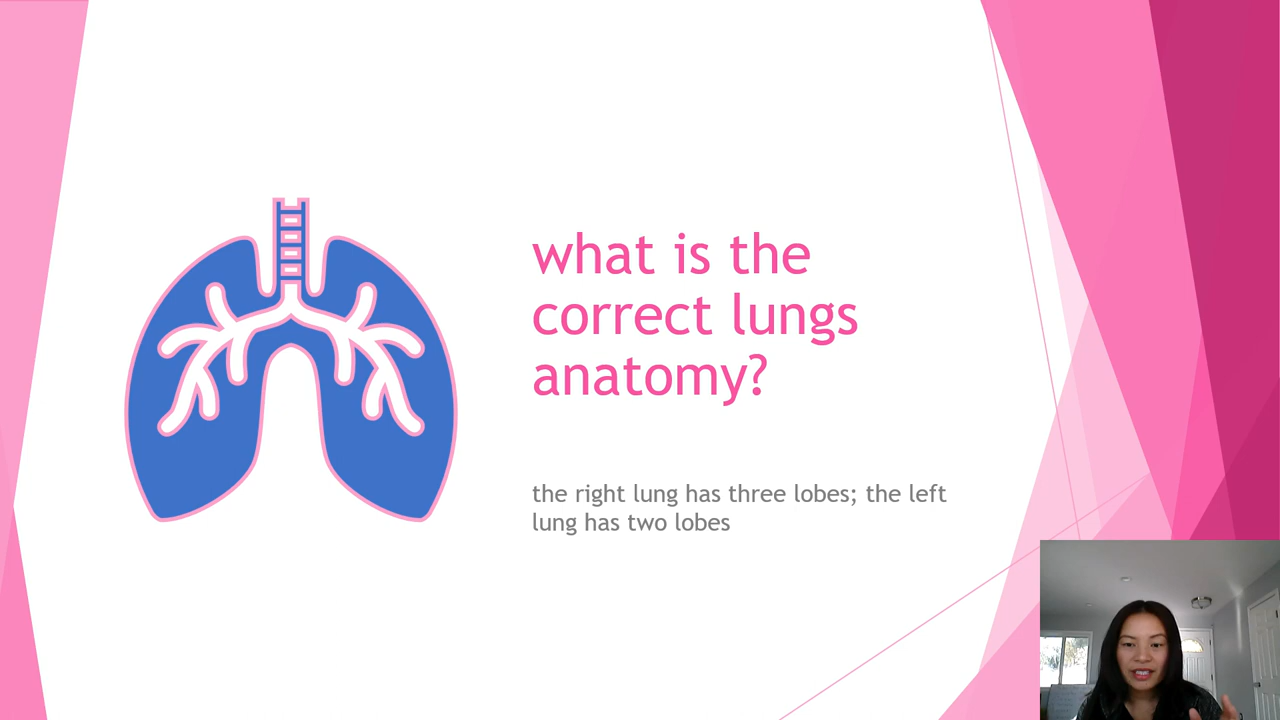 what is the
correct lungs
anatomy?
the right lung has three lobes; the left
lung has two lobes